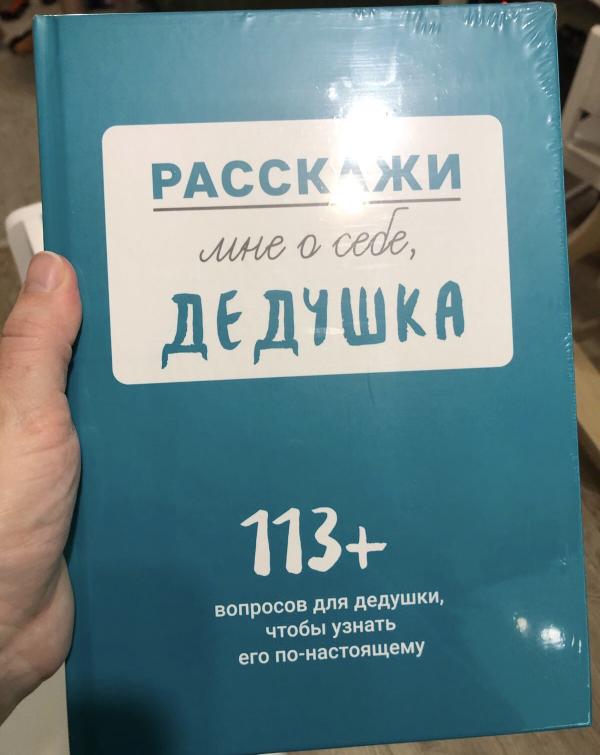 РАССКАЖИ
мне о себе,
ДЕДУШКА
113+
вопросов для дедушки,
чтобы узнать
его по-настоящему